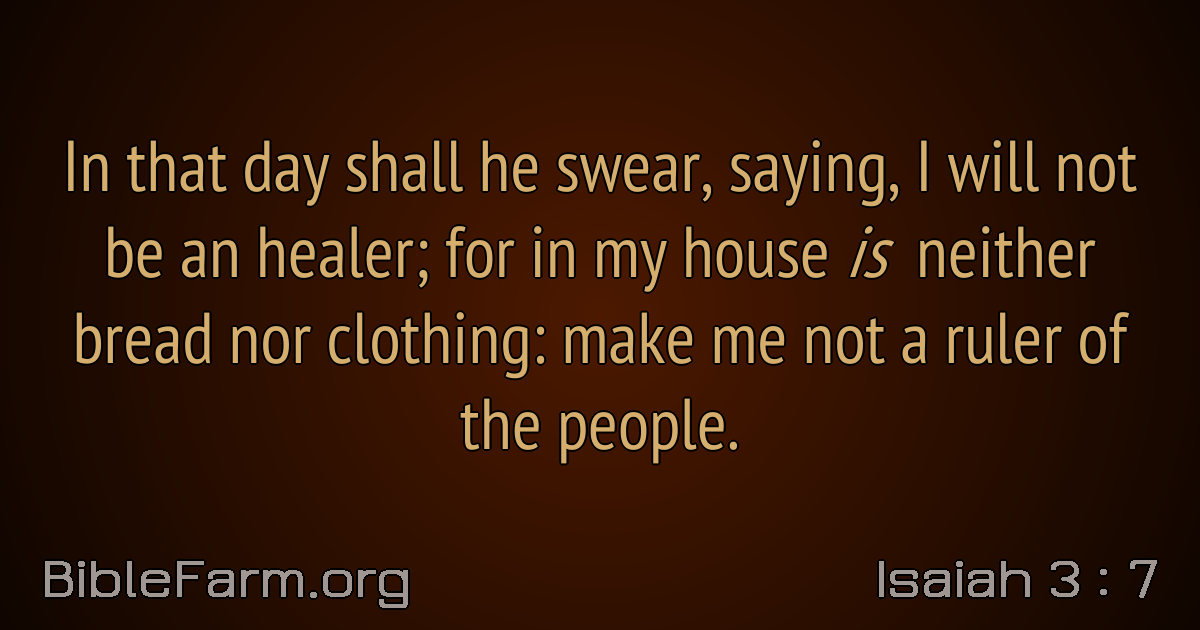 In that day shall he swear, saying, I will not
be an healer; for in my house is neither
bread nor clothing: make me not a ruler of
the people.
BibleFarm.org
Isaiah 3 : 7